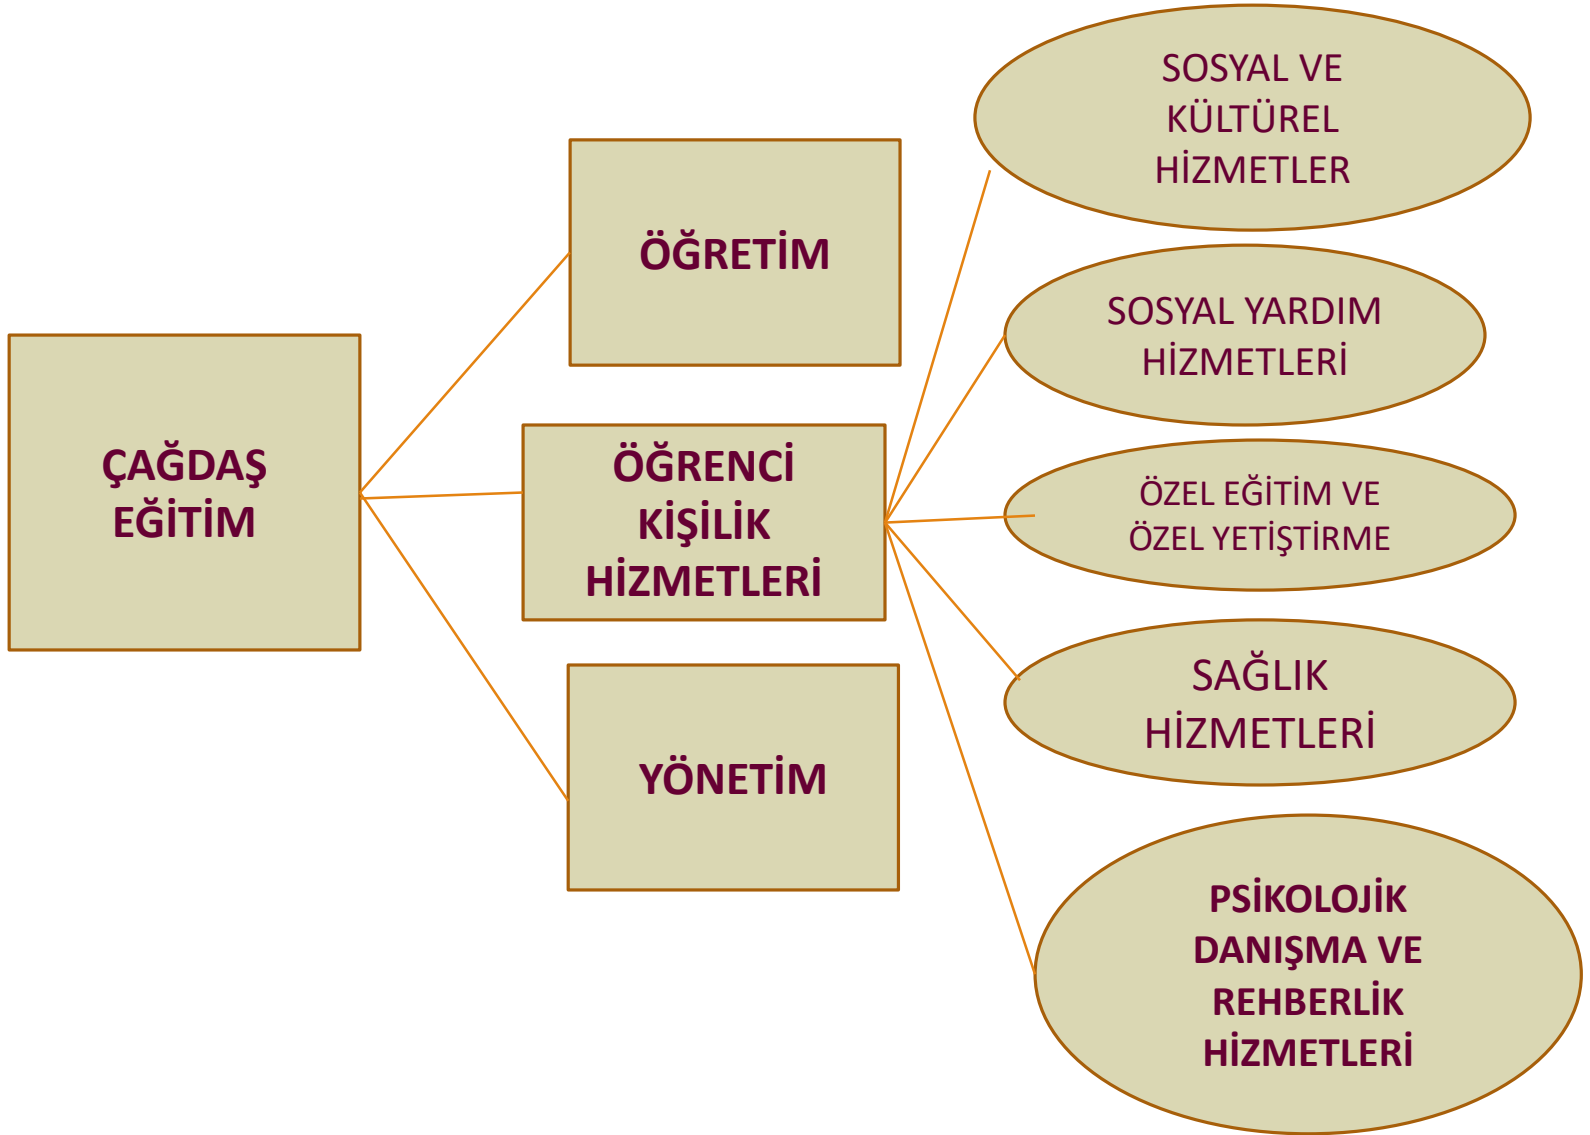 ÇAĞDAŞ
EĞİTİM
ÖĞRETİM
ÖĞRENCİ
KİŞİLİK
HİZMETLERİ
YÖNETİM
SOSYAL VE
KÜLTÜREL
HİZMETLER
SOSYAL YARDIM
HİZMETLERİ
ÖZEL EĞİTİM VE
ÖZEL YETİŞTİRME
SAĞLIK
HİZMETLERİ
PSİKOLOJİK
DANIŞMA VE
REHBERLİK
HİZMETLERİ